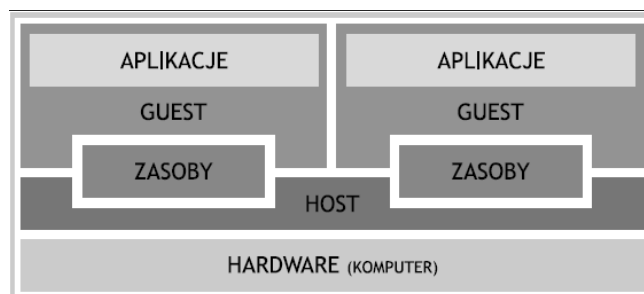 APLIKACJE APLIKACJE
GUEST GUEST
ZASOBY ZASOBY
HOST
HARDWARE (KOMPUTER)